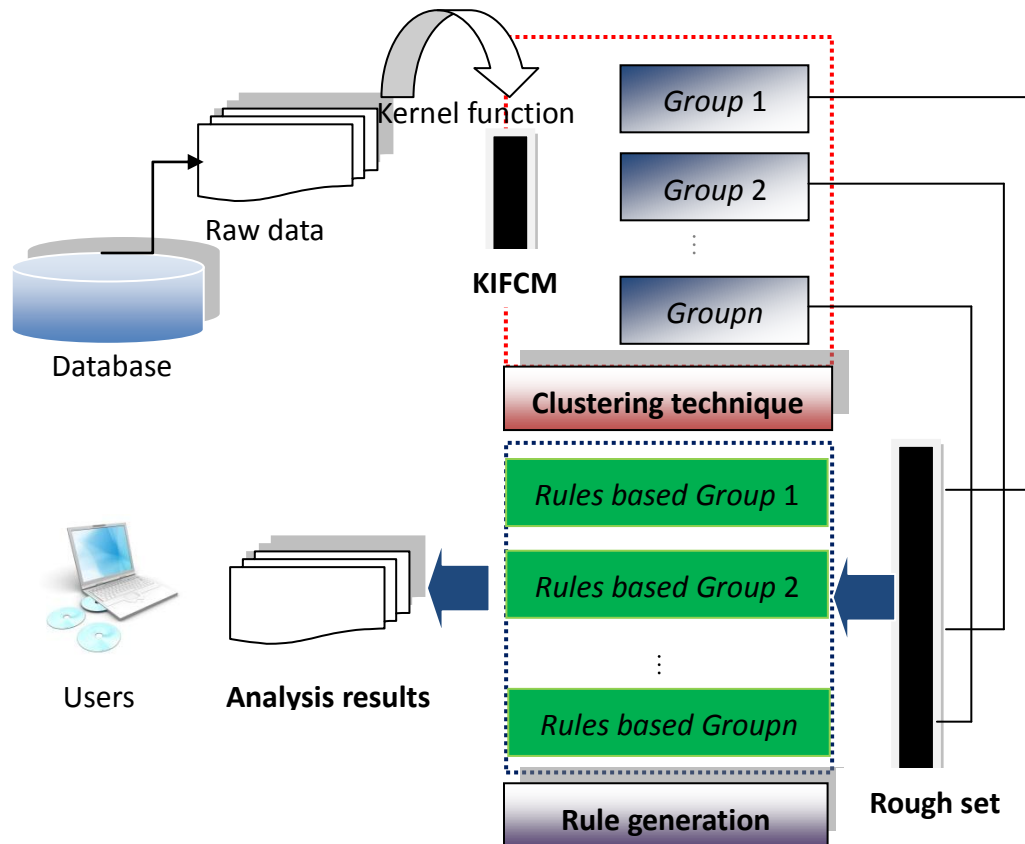 Kernel function
Group 1
Group 2
⋮
Groupn
Raw data
KIFCM
Database
Clustering technique
Rules based Group 1
Rules based Group 2
⋮
Rules based Groupn
Users
Analysis results
Rough set
Rule generation